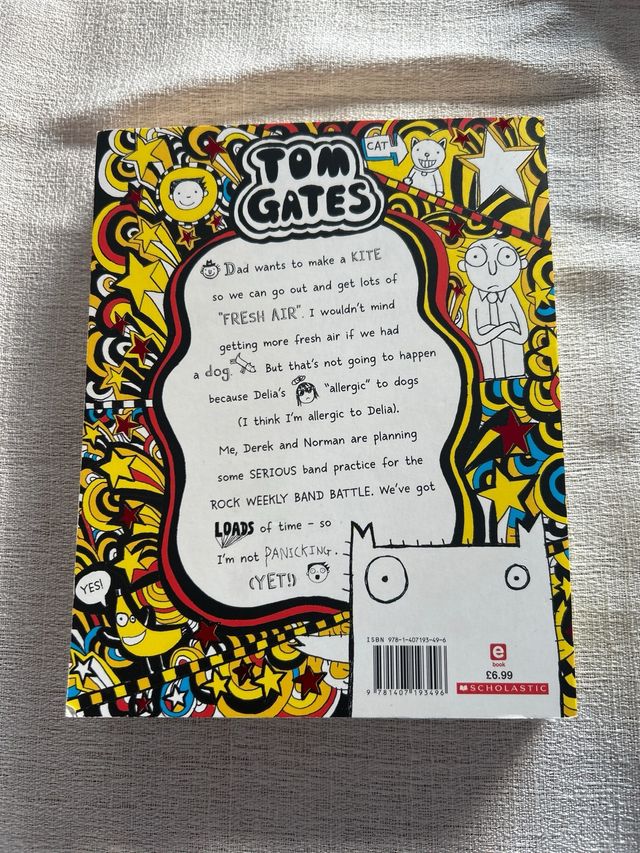 TOM
GATES
CAT
Dad wants to make a KITE
so we can go out and get lots of
"FRESH AIR". I wouldn't mind
getting more fresh air if we had
a dog. But that's not going to happen
because Delia's "allergic" to dogs
(I think I'm allergic to Delia).
Me, Derek and Norman are planning
some SERIOUS band practice for the
ROCK WEEKLY BAND BATTLE. We've got
LOADS of time - so
I'm not PANICKING.
(YET!)
YES!
ISBN 978-1-407193-49-6
9 781407 193496
e
book
£6.99
SCHOLASTIC